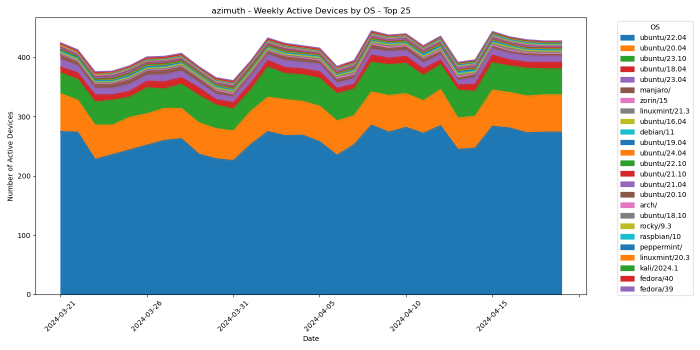 azimuth - Weekly Active Devices by OS - Top 25
Number of Active Devices
400
300
200
100
0
2024-03-21
2024-03-26
2024-03-31
2024-04-05
2024-04-10
2024-04-15
Date
OS
ubuntu/22.04
ubuntu/20.04
ubuntu/23.10
ubuntu/18.04
ubuntu/23.04
manjaro/
zorin/15
linuxmint/21.3
ubuntu/16.04
debian/11
ubuntu/19.04
ubuntu/24.04
ubuntu/22.10
ubuntu/21.10
ubuntu/21.04
ubuntu/20.10
arch/
ubuntu/18.10
rocky/9.3
raspbian/10
peppermint/
linuxmint/20.3
kali/2024.1
fedora/40
fedora/39